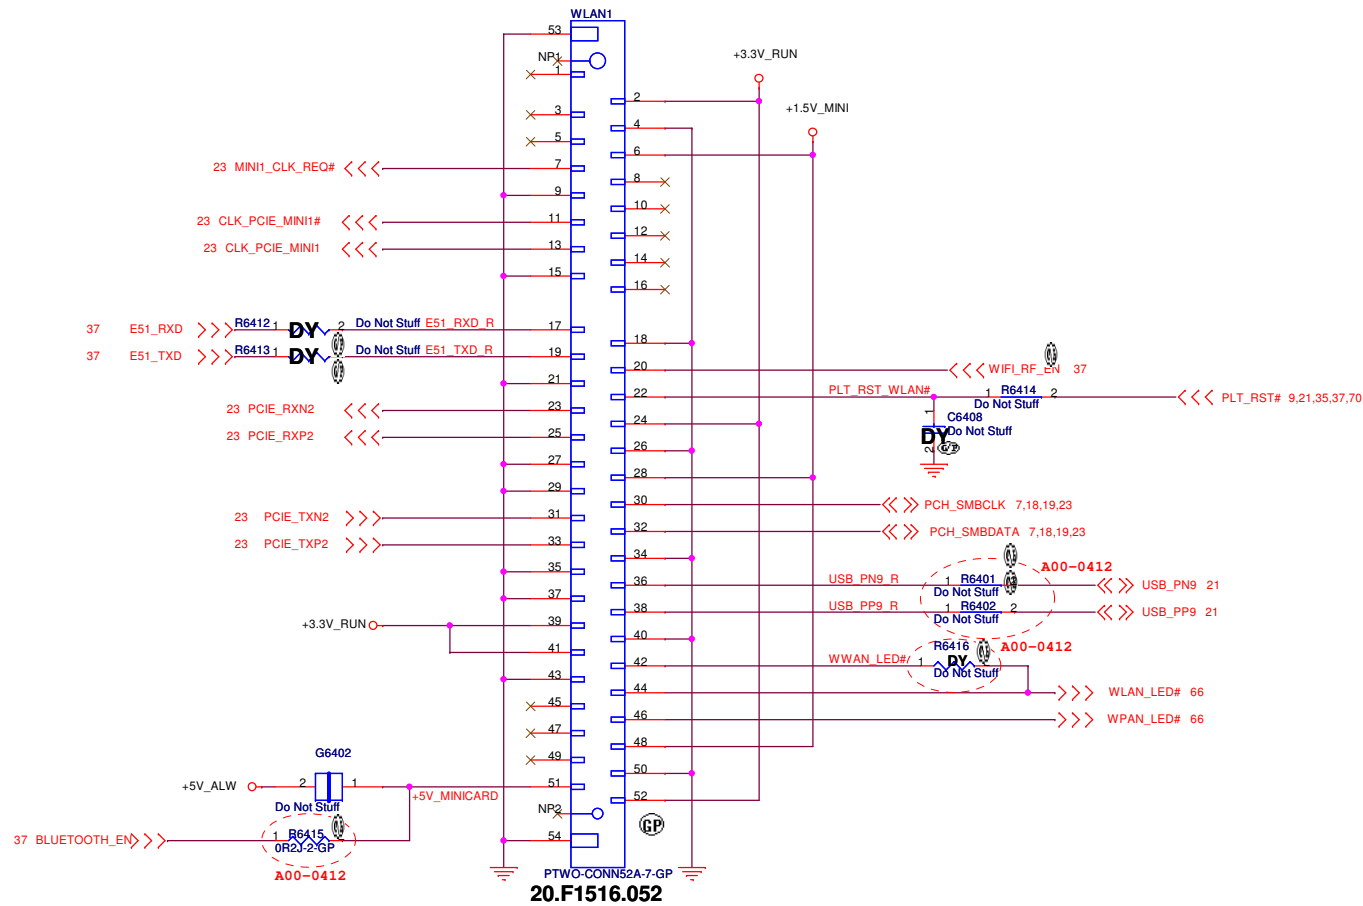 WLAN1
53
NP1
1
+3.3V_RUN
2
+1.5V_MINI
3
4
5
6
23 MINI1_CLK_REQ#
7
8
9
10
23 CLK_PCIE_MINI1#
11
12
23 CLK_PCIE_MINI1
13
14
15
16
37 E51_RXD
R6412 1 DY 2 Do Not Stuff E51_RXD_R
17
18
37 E51_TXD
R6413 1 DY Do Not Stuff E51_TXD_R
19
20
WIFI_RF_EN 37
21
22
PLT_RST_WLAN#
1 R6414 2
Do Not Stuff
PLT_RST# 9,21,35,37,70
23 PCIE_RXN2
23
24
1
C6408
DY Do Not Stuff
2
23 PCIE_RXP2
25
26
27
28
29
30
PCH_SMBCLK 7,18,19,23
23 PCIE_TXN2
31
32
PCH_SMBDATA 7,18,19,23
23 PCIE_TXP2
33
34
A00-0412
35
36
USB_PN9_R
1 R6401
Do Not Stuff
USB_PN9 21
37
38
USB_PP9_R
1 R6402 2
Do Not Stuff
USB_PP9 21
+3.3V_RUN
39
40
R6416
A00-0412
41
42
WWAN_LED#
1 DY
Do Not Stuff
43
44
WLAN_LED# 66
45
46
WPAN_LED# 66
47
48
49
50
G6402
+5V_ALW
2 1
Do Not Stuff
+5V_MINICARD
51
52
NP2
GP
37 BLUETOOTH_EN
1 R6415
0R2J-2-GP
A00-0412
54
PTWO-CONN52A-7-GP
20.F1516.052